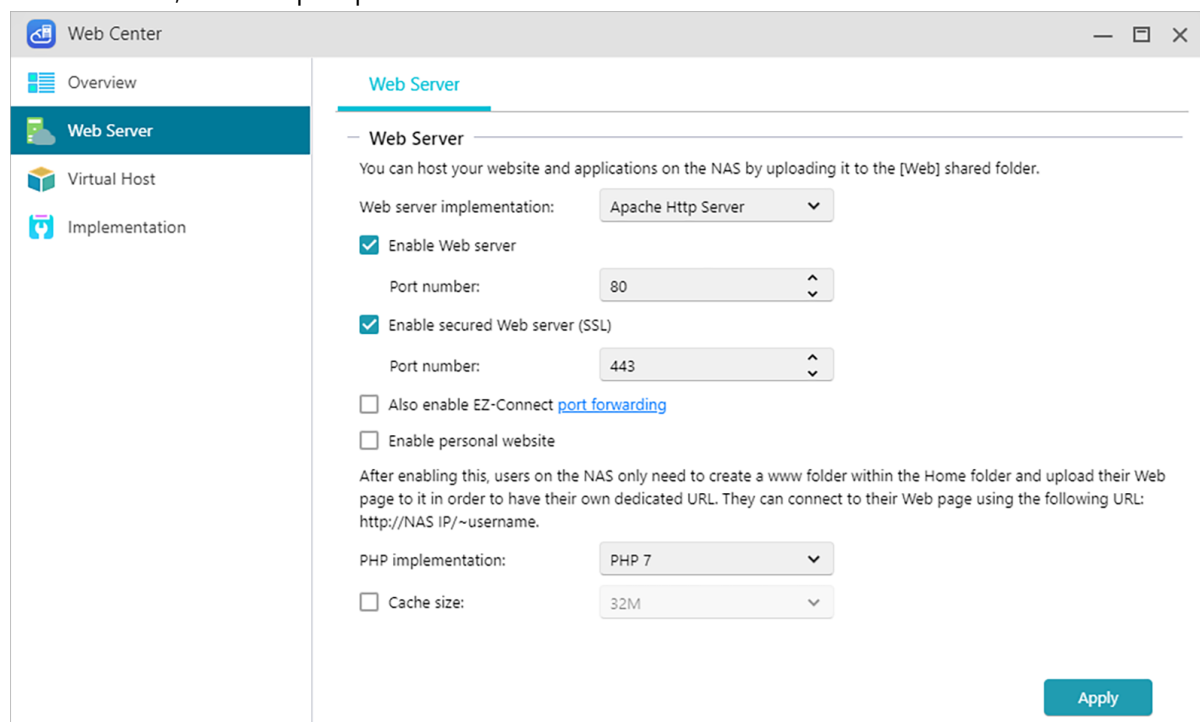 Web Center
Overview
Web Server
Virtual Host
Implementation
Web Server
Web Server
You can host your website and applications on the NAS by uploading it to the [Web] shared folder.
Web server implementation: Apache Http Server
Enable Web server
Port number: 80
Enable secured Web server (SSL)
Port number: 443
Also enable EZ-Connect port forwarding
Enable personal website
After enabling this, users on the NAS only need to create a www folder within the Home folder and upload their Web
page to it in order to have their own dedicated URL. They can connect to their Web page using the following URL:
http://NAS IP/~username.
PHP implementation: PHP 7
Cache size: 32M
Apply